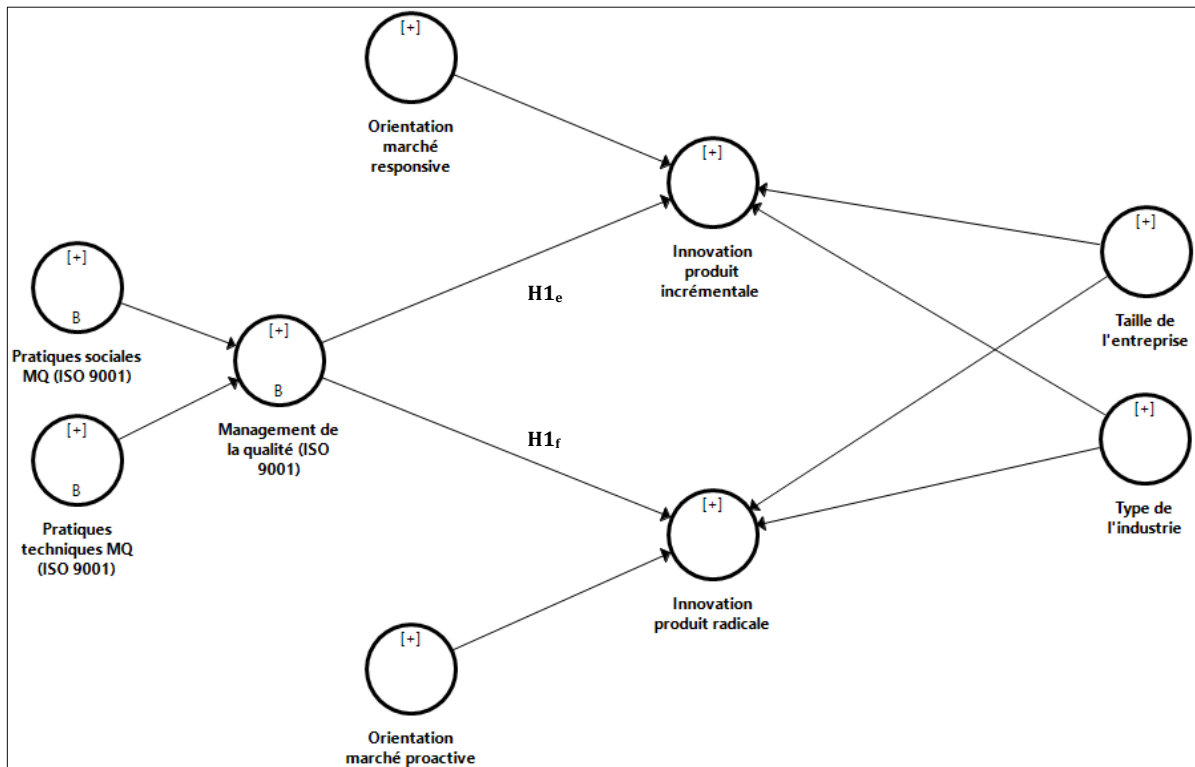 [+]
Orientation
marché
responsive
[+]
Innovation
produit
incrémentale
[+]
Taille de
l'entreprise
[+]
B
Pratiques sociales
MQ (ISO 9001)
H1e
[+]
B
Management de
la qualité (ISO
9001)
[+]
B
Pratiques
techniques MQ
(ISO 9001)
H1f
[+]
Type de
l'industrie
[+]
Innovation
produit radicale
[+]
Orientation
marché proactive